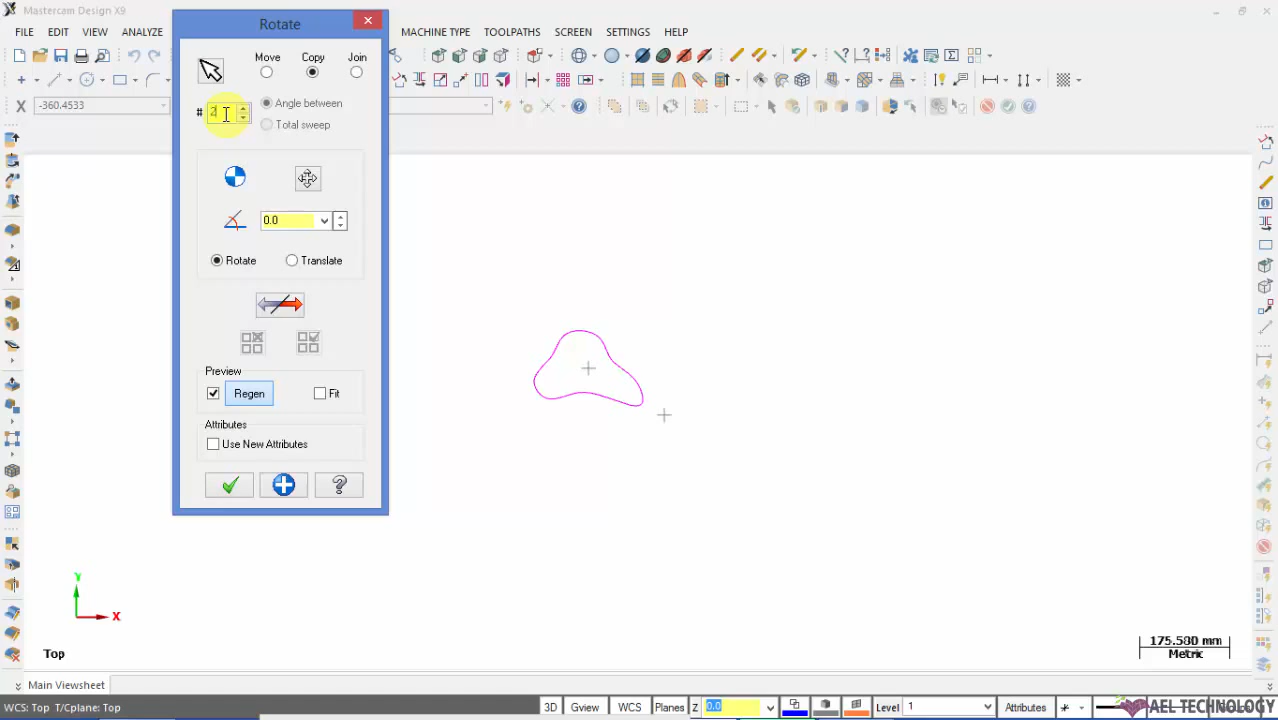 Mastercam Design X9
Rotate
FILE EDIT VIEW ANALYZE MACHINE TYPE TOOLPATHS SCREEN SETTINGS HELP
Move Copy Join
X -360.4533
# 2 Angle between
Total sweep
0.0
Rotate Translate
Preview
Regen Fit
Attributes
Use New Attributes
Y
X
Top
175.580 mm
Metric
Main Viewsheet
WCS: Top T/Cplane: Top 3D Gview WCS Planes Z 0.0 Level 1 Attributes
AEL TECHNOLOGY